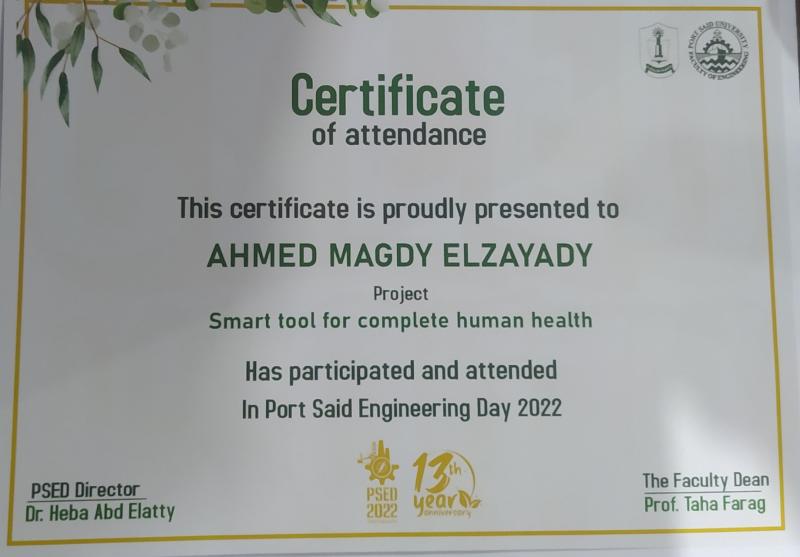 PORT SAID UNIVERSITY
FACULTY OF ENGINEERING
Certificate
of attendance
This certificate is proudly presented to
AHMED MAGDY ELZAYADY
Project
Smart tool for complete human health
Has participated and attended
In Port Said Engineering Day 2022
PSED Director
Dr. Heba Abd Elatty
PSED
2022
13th
year
anniversary
The Faculty Dean
Prof. Taha Farag